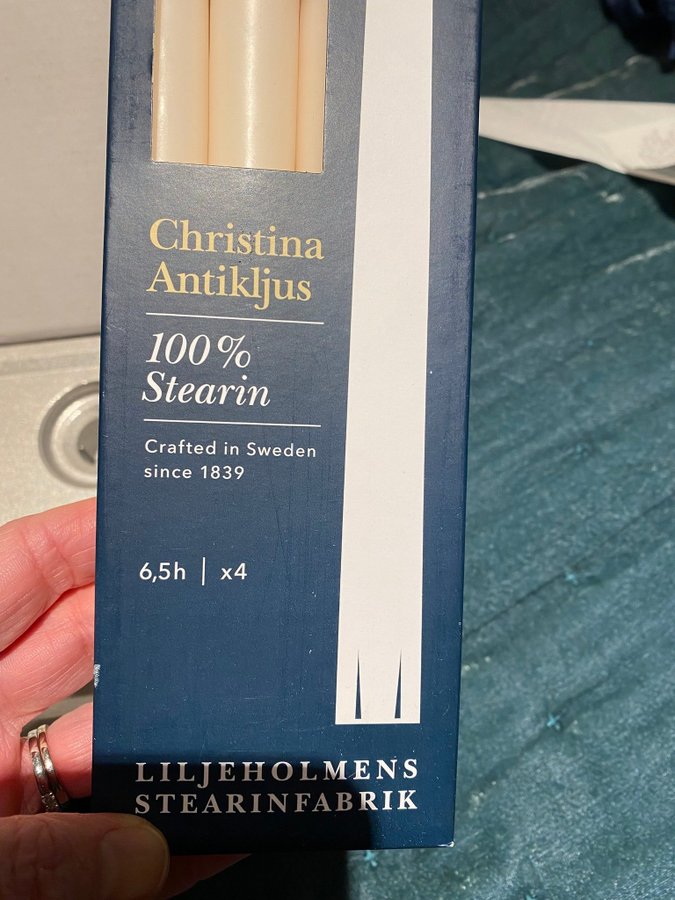 Christina
Antikljus
100%
Stearin
Crafted in Sweden
since 1839
6,5h | x4
LILJEHOLMENS
STEARINFABRIK